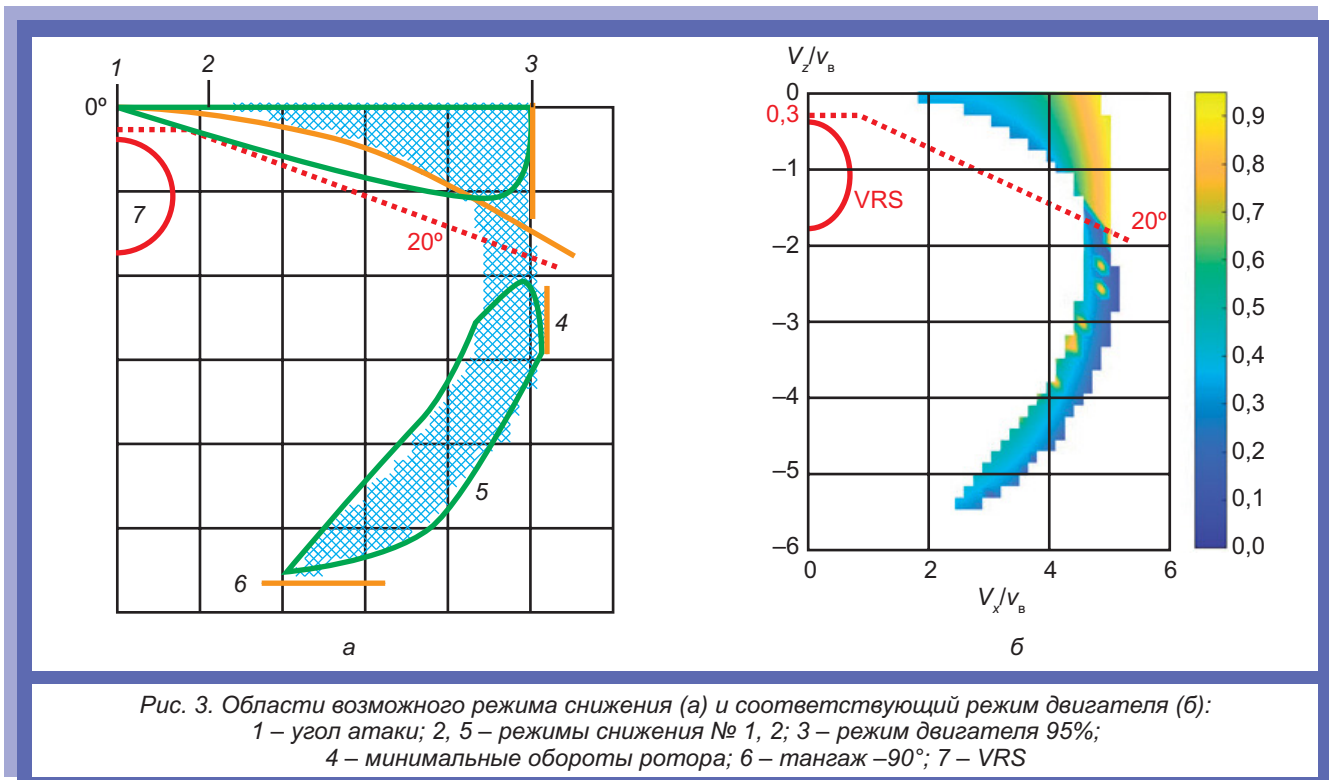 1 2 3
0º
7
20º
4
5
6
а
V_z/v_в
0
0,3
–1
VRS
–2
20º
–3
–4
–5
–6
0 2 4 6
V_x/v_в
б
0,9
0,8
0,7
0,6
0,5
0,4
0,3
0,2
0,1
0,0
Рис. 3. Области возможного режима снижения (а) и соответствующий режим двигателя (б):
1 – угол атаки; 2, 5 – режимы снижения № 1, 2; 3 – режим двигателя 95%;
4 – минимальные обороты ротора; 6 – тангаж –90°; 7 – VRS